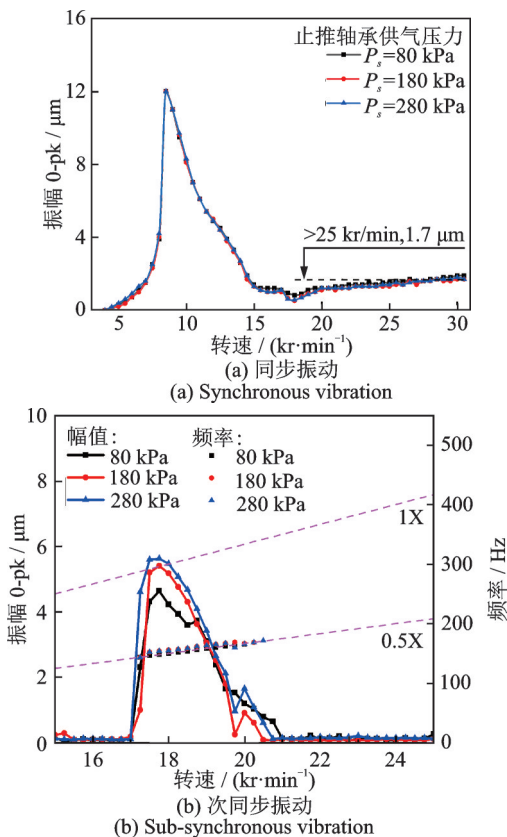 止推轴承供气压力
Ps=80 kPa
Ps=180 kPa
Ps=280 kPa
振幅 0-pk / μm
16
12
8
4
0
>25 kr/min,1.7 μm
5 10 15 20 25 30
转速 / (kr·min⁻¹)
(a) 同步振动
(a) Synchronous vibration
幅值: 频率:
80 kPa 80 kPa
180 kPa 180 kPa
280 kPa 280 kPa
振幅 0-pk / μm
10
8
6
4
2
0
1X
0.5X
500
400
300
200
100
0
频率 / Hz
16 18 20 22 24
转速 / (kr·min⁻¹)
(b) 次同步振动
(b) Sub-synchronous vibration